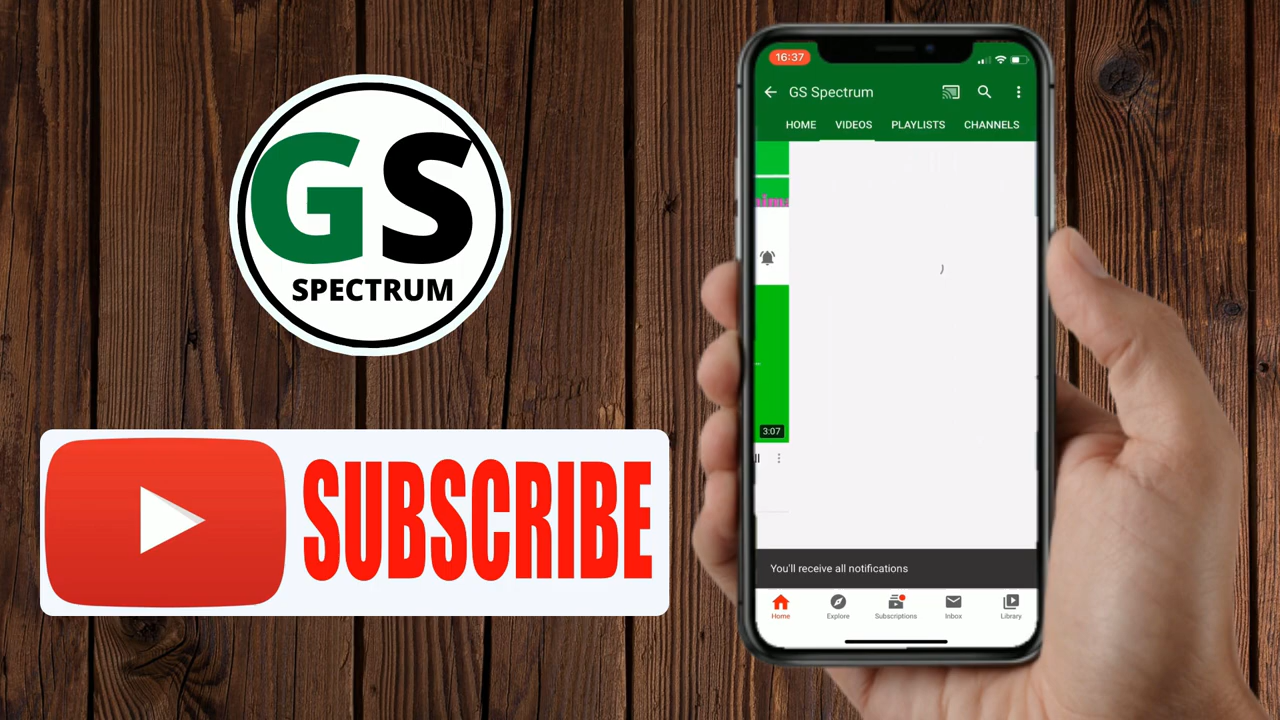 GS
SPECTRUM
SUBSCRIBE
16:37
GS Spectrum
HOME VIDEOS PLAYLISTS CHANNELS
3:07
You'll receive all notifications
Home Explore Subscriptions Inbox Library